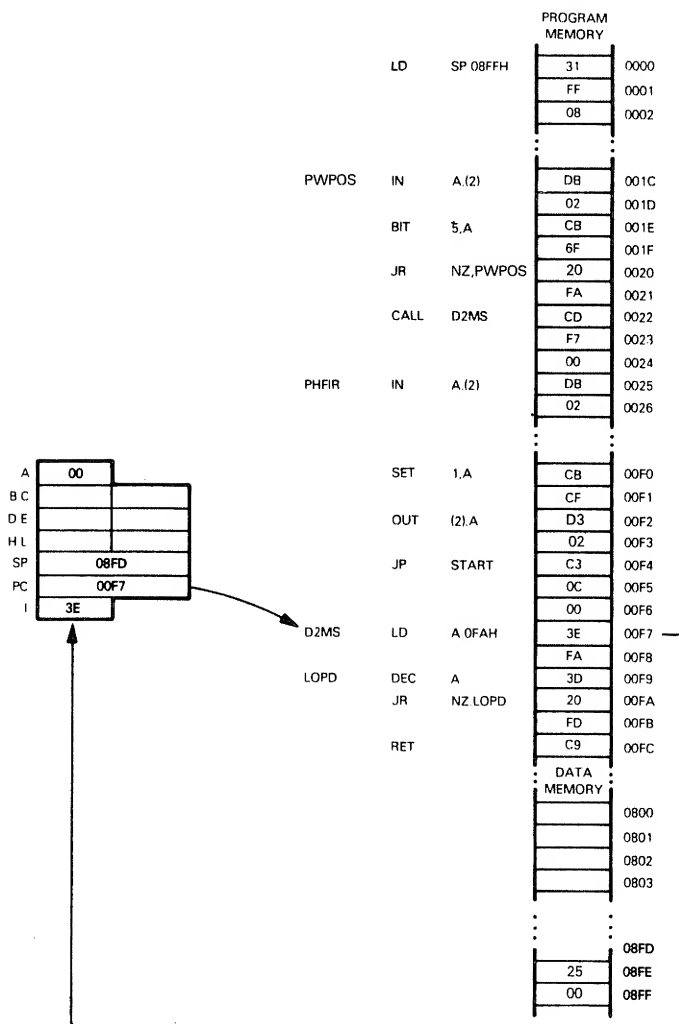 PROGRAM
MEMORY
LD SP 08FFH 31 0000
FF 0001
08 0002
PWPOS IN A,(2) DB 001C
02 001D
BIT 5,A CB 001E
6F 001F
JR NZ,PWPOS 20 0020
FA 0021
CALL D2MS CD 0022
F7 0023
00 0024
PHFIR IN A,(2) DB 0025
02 0026
SET 1,A CB 00F0
CF 00F1
OUT (2).A D3 00F2
02 00F3
JP START C3 00F4
0C 00F5
00 00F6
D2MS LD A 0FAH 3E 00F7
FA 00F8
LOPD DEC A 3D 00F9
JR NZ.LOPD 20 00FA
FD 00FB
RET C9 00FC
A 00
B C
D E
H L
SP 08FD
PC 00F7
I 3E
DATA
MEMORY
0800
0801
0802
0803
08FD
25 08FE
00 08FF